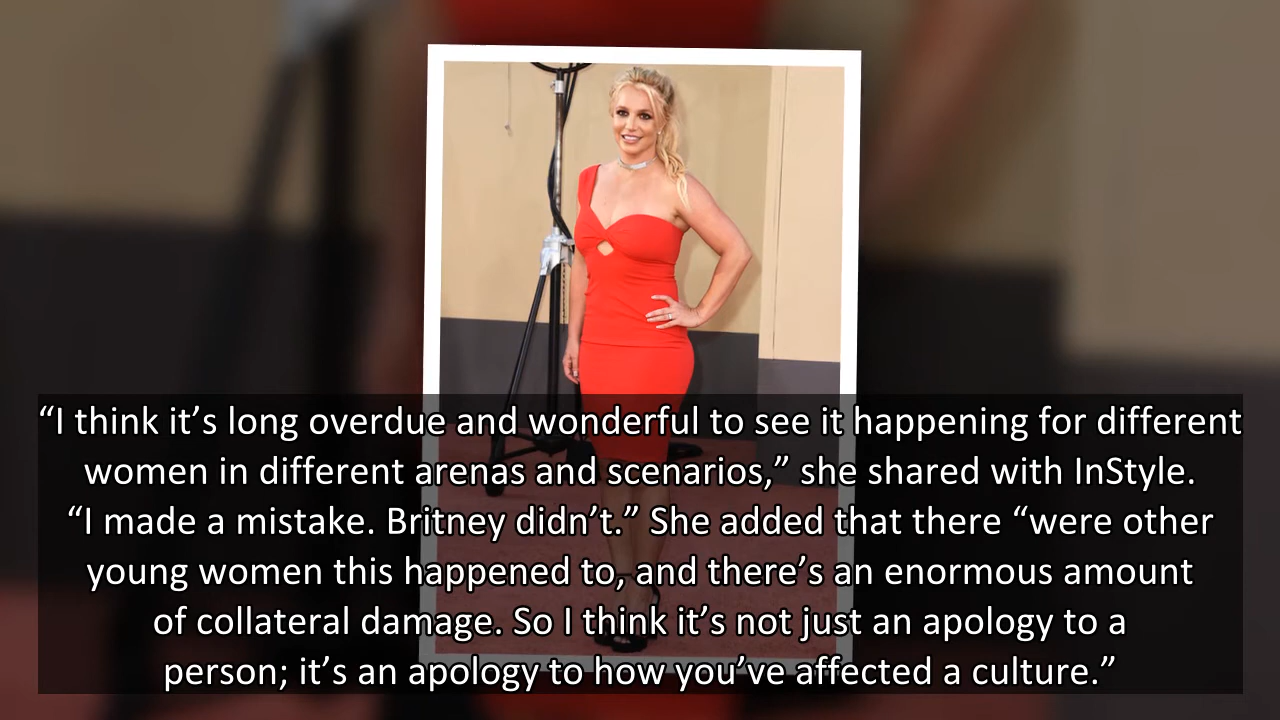 “I think it’s long overdue and wonderful to see it happening for different
women in different arenas and scenarios,” she shared with InStyle.
“I made a mistake. Britney didn’t.” She added that there “were other
young women this happened to, and there’s an enormous amount
of collateral damage. So I think it’s not just an apology to a
person; it’s an apology to how you’ve affected a culture.”